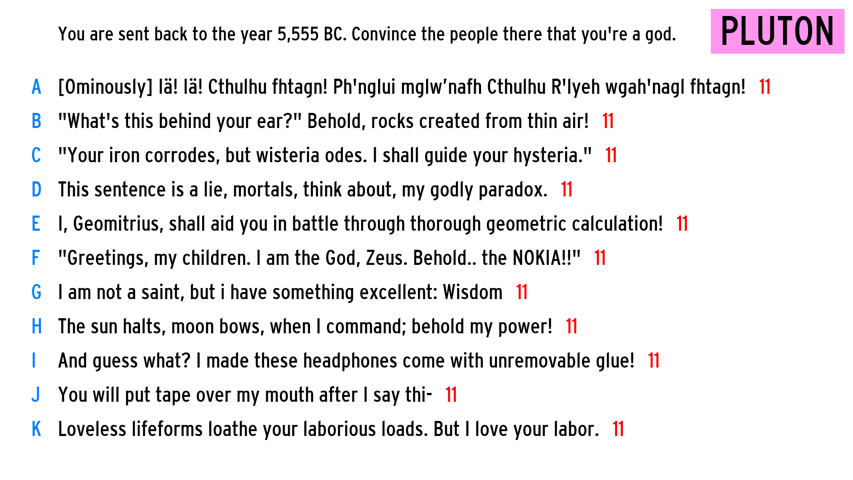 You are sent back to the year 5,555 BC. Convince the people there that you're a god.
PLUTON
A [Ominously] Iä! Iä! Cthulhu fhtagn! Ph'nglui mglw’nafh Cthulhu R'lyeh wgah'nagl fhtagn! 11
B "What's this behind your ear?" Behold, rocks created from thin air! 11
C "Your iron corrodes, but wisteria odes. I shall guide your hysteria." 11
D This sentence is a lie, mortals, think about, my godly paradox. 11
E I, Geomitrius, shall aid you in battle through thorough geometric calculation! 11
F "Greetings, my children. I am the God, Zeus. Behold.. the NOKIA!!" 11
G I am not a saint, but i have something excellent: Wisdom 11
H The sun halts, moon bows, when I command; behold my power! 11
I And guess what? I made these headphones come with unremovable glue! 11
J You will put tape over my mouth after I say thi- 11
K Loveless lifeforms loathe your laborious loads. But I love your labor. 11